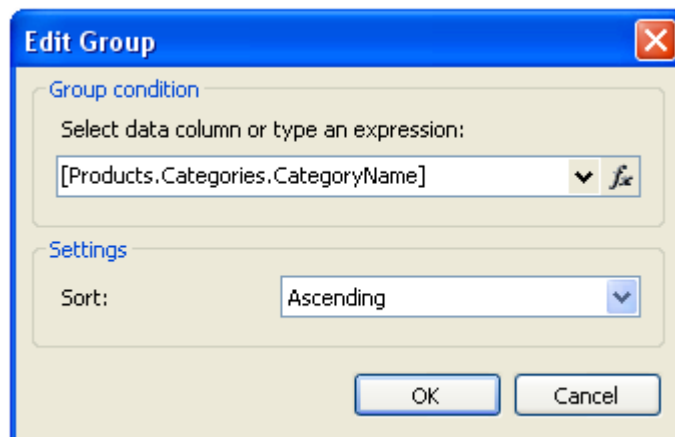 Edit Group
Group condition
Select data column or type an expression:
[Products.Categories.CategoryName]
fx
Settings
Sort:
Ascending
OK
Cancel